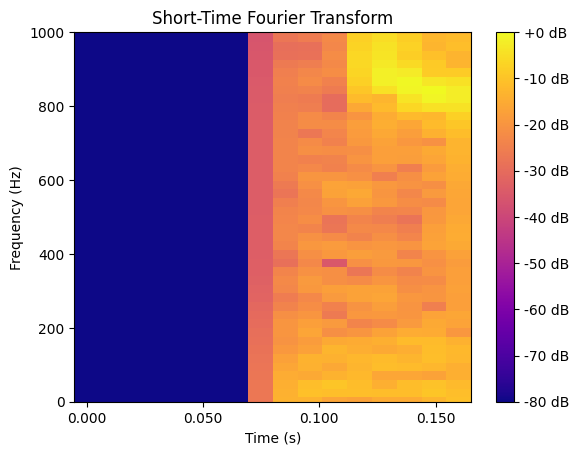 Short-Time Fourier Transform
Frequency (Hz)
1000
800
600
400
200
0
0.000
0.050
0.100
0.150
Time (s)
+0 dB
-10 dB
-20 dB
-30 dB
-40 dB
-50 dB
-60 dB
-70 dB
-80 dB